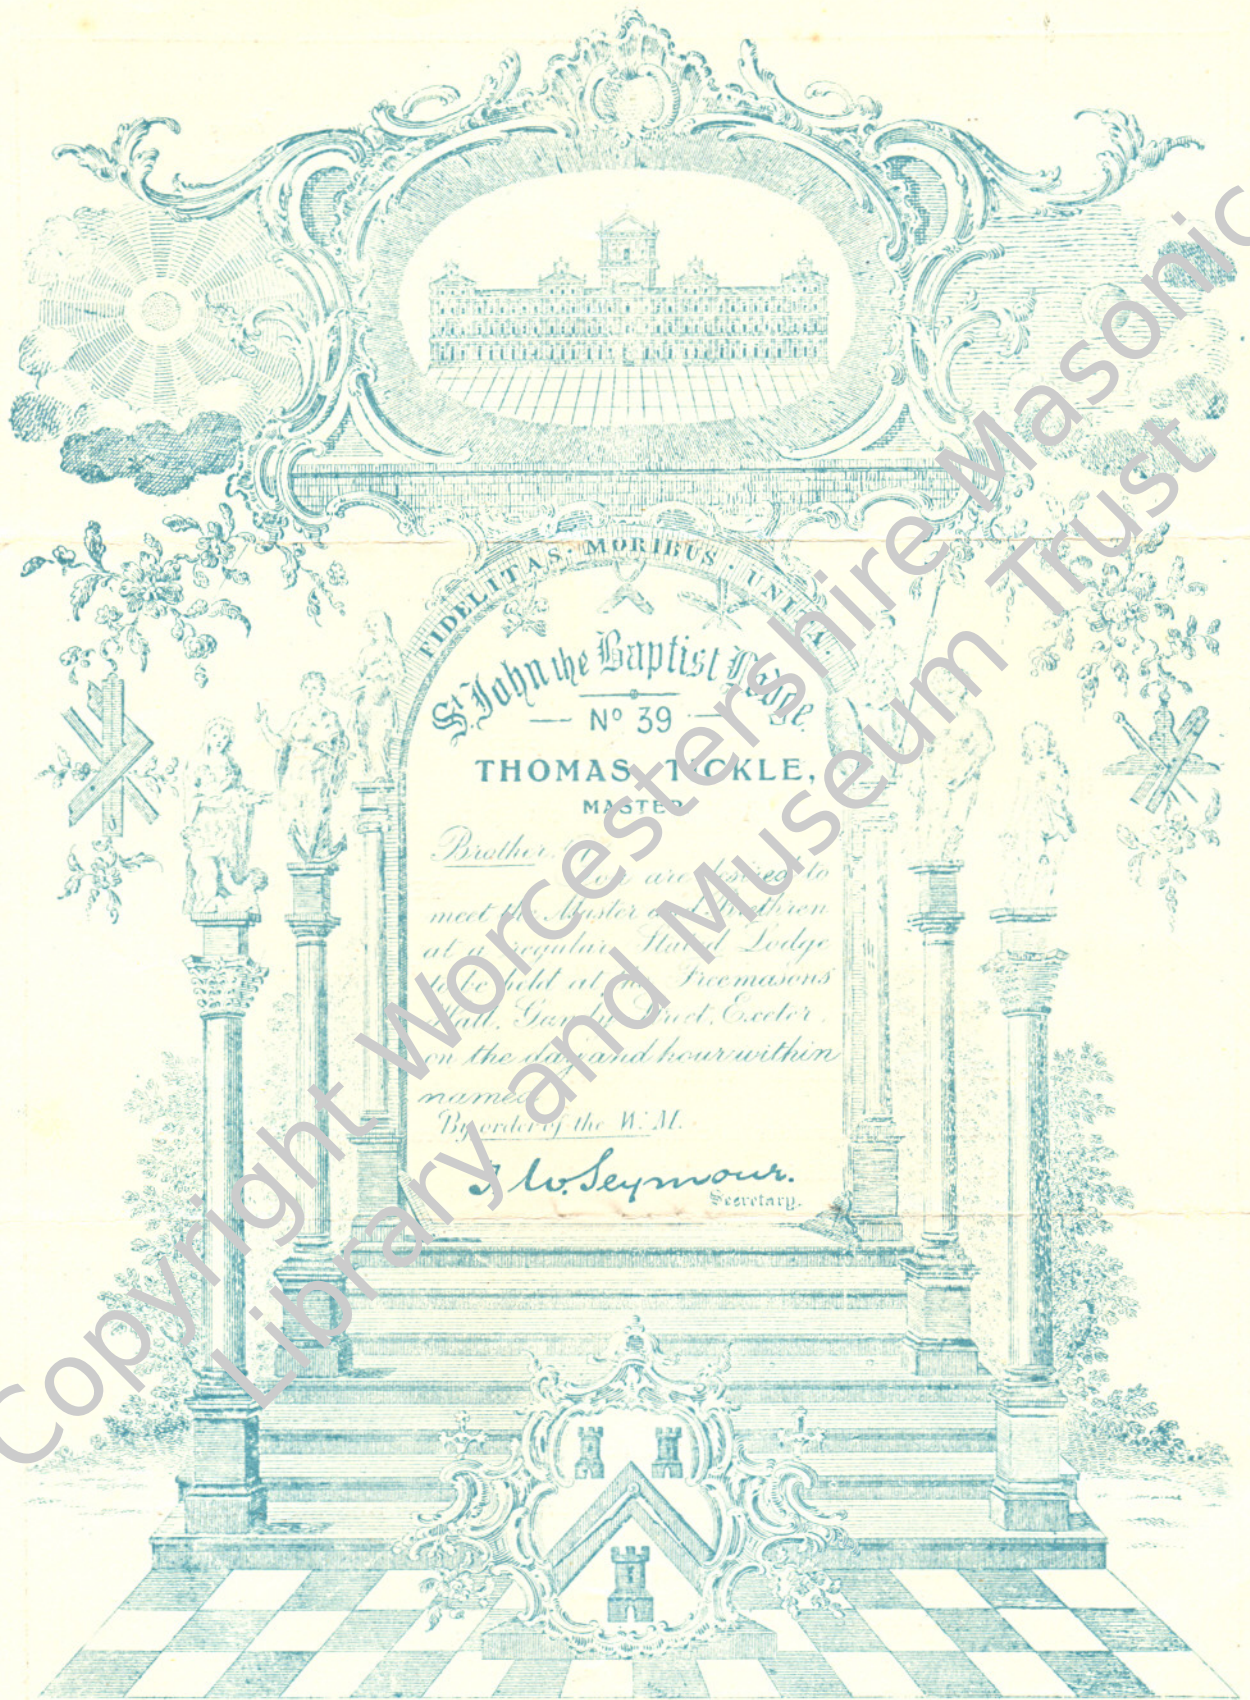 FIDELITAS · MORIBUS · UNICA.
St. John the Baptist Lodge.
— No 39 —
THOMAS TICKLE,
MASTER
Brother,
You are desired to
meet the Master and Brethren
at a regular Stated Lodge
to be held at the Freemasons'
Hall, Gandy Street, Exeter,
on the day and hour within
named.
By order of the W. M.
J. W. Seymour.
Secretary.
Copyright Worcestershire Masonic
Library and Museum Trust